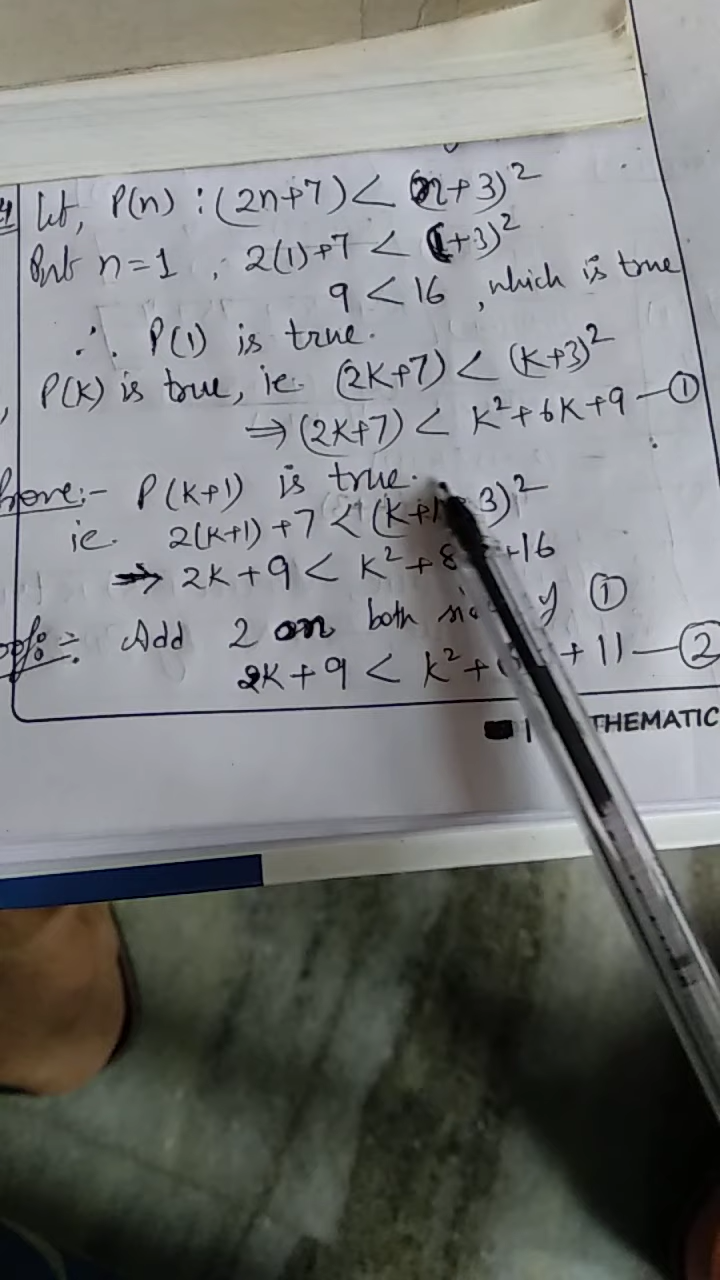 4 let, P(n) : (2n+7) < (n+3)²
Put n=1 , 2(1)+7 < (1+3)²
9 < 16 , which is true
∴ P(1) is true.
, P(k) is true, ie. (2k+7) < (k+3)²
⇒ (2k+7) < k²+6k+9 — ①
Prove:- P(k+1) is true.
ie. 2(k+1)+7 < (k+1 3)²
⇒ 2k+9 < k²+8 +16
Add 2 on both ①
2k+9 < k²+ +11 — ②
THEMATIC